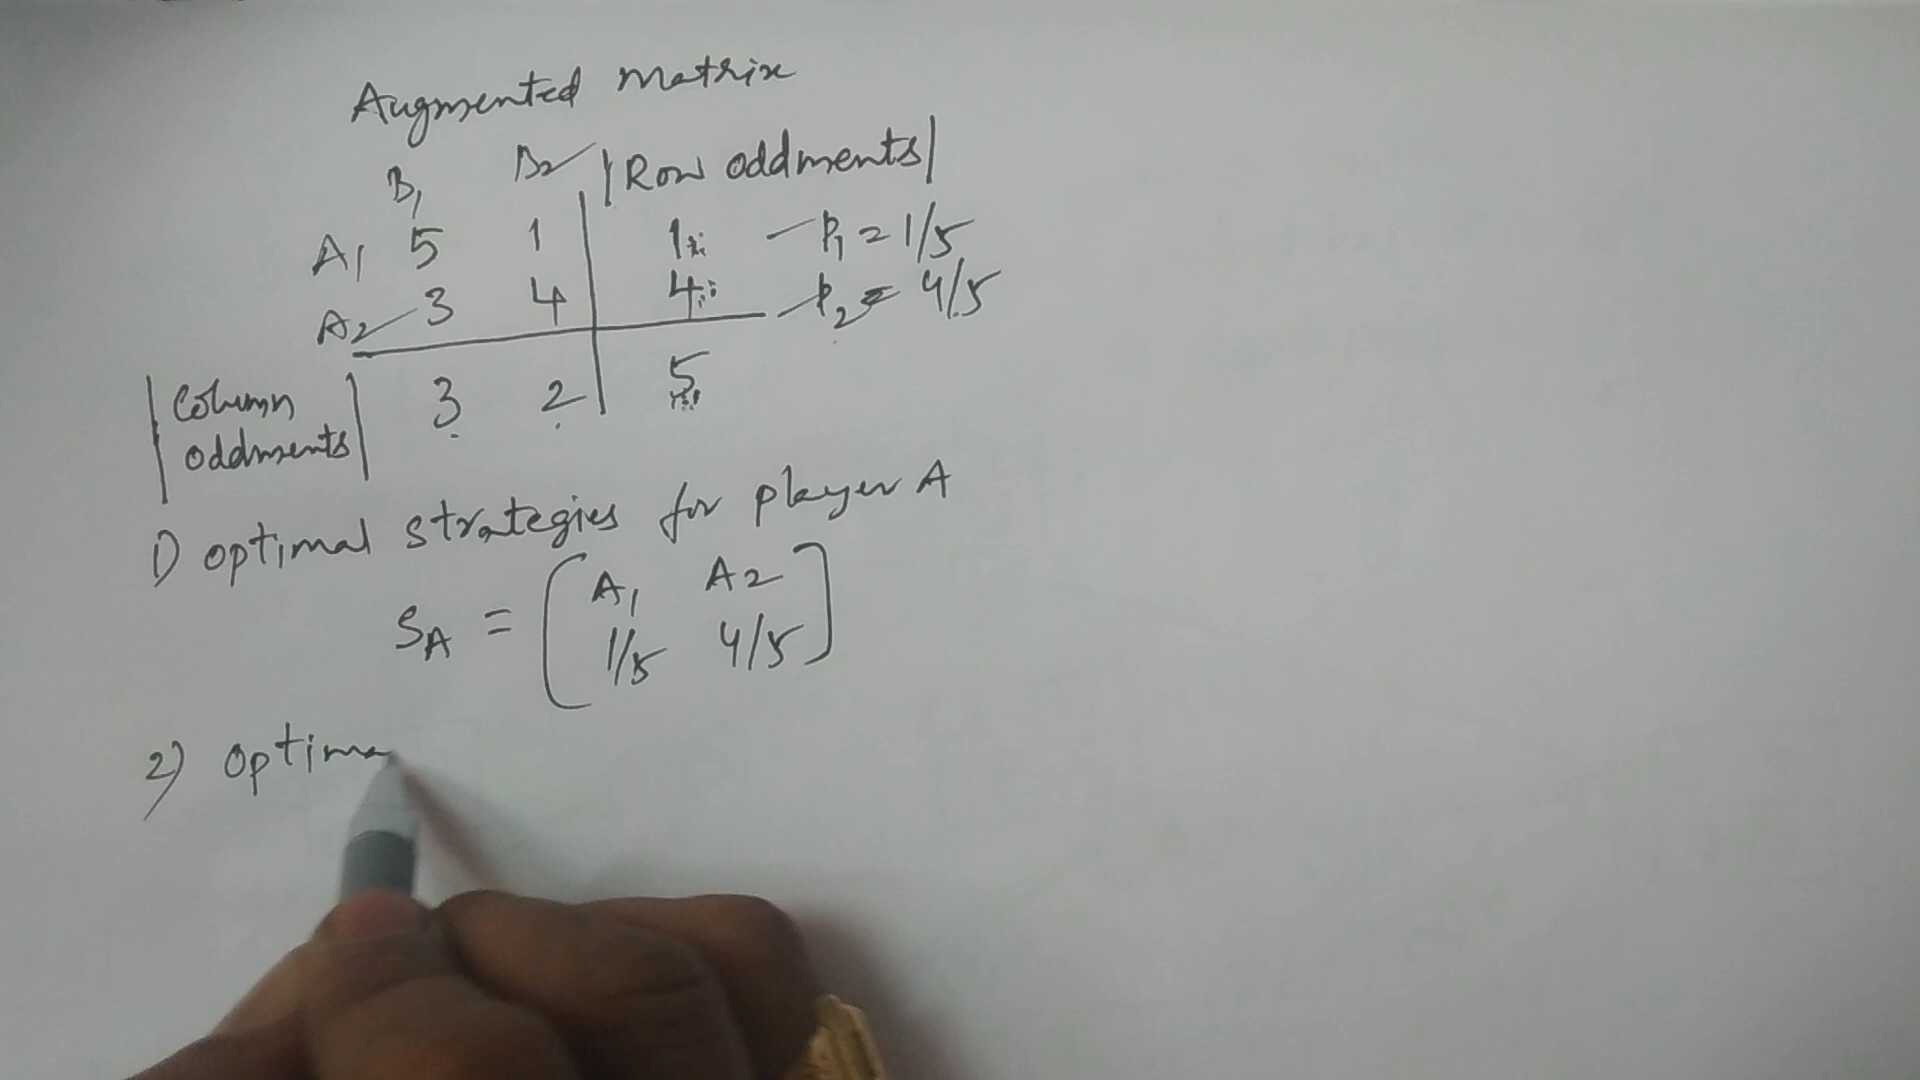 Augmented Matrix
B1 B2 |Row oddments|
A1 5 1 1 — P1 = 1/5
A2 3 4 4 — P2 = 4/5
|Column oddments| 3 2 5
1) optimal strategies for player A
SA = [A1 A2
1/5 4/5]
2) optima